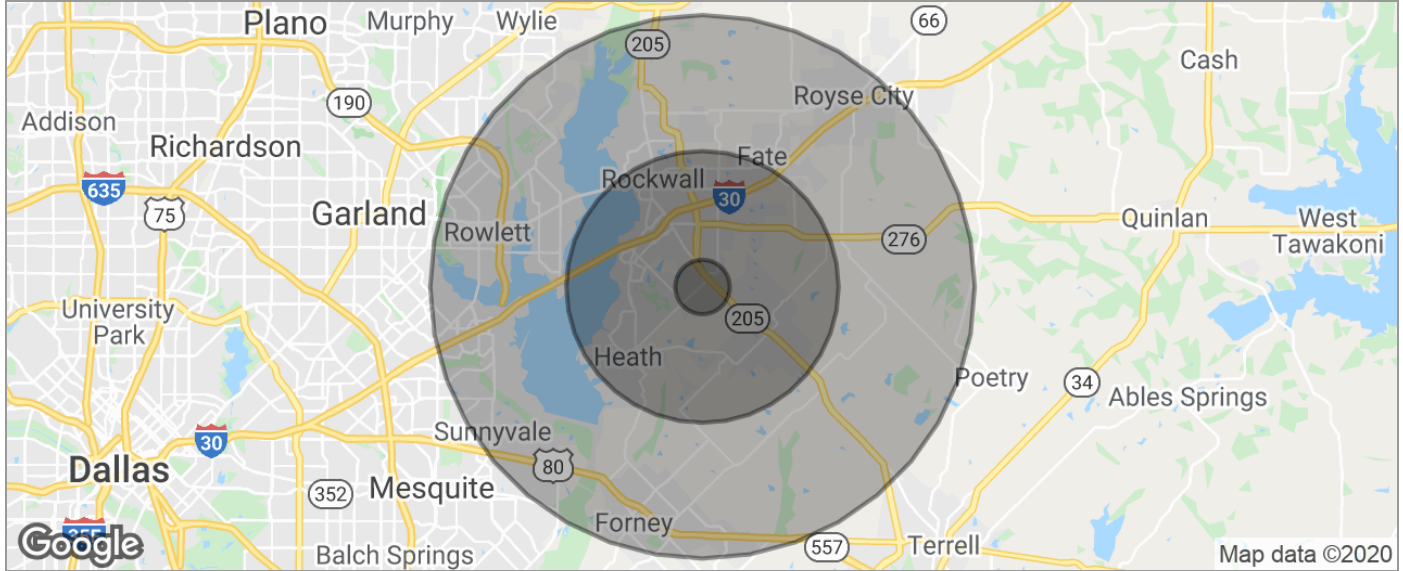 Plano
Murphy
Wylie
66
205
Cash
190
Royse City
Addison
Richardson
Fate
Rockwall
635
30
75
Garland
Quinlan
West
Tawakoni
Rowlett
276
University
Park
205
Heath
Poetry
34
Ables Springs
Sunnyvale
30
80
Dallas
Mesquite
352
Forney
Google
557
Terrell
Balch Springs
Map data ©2020